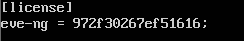 [license]
eve-ng = 972f30267ef51616;